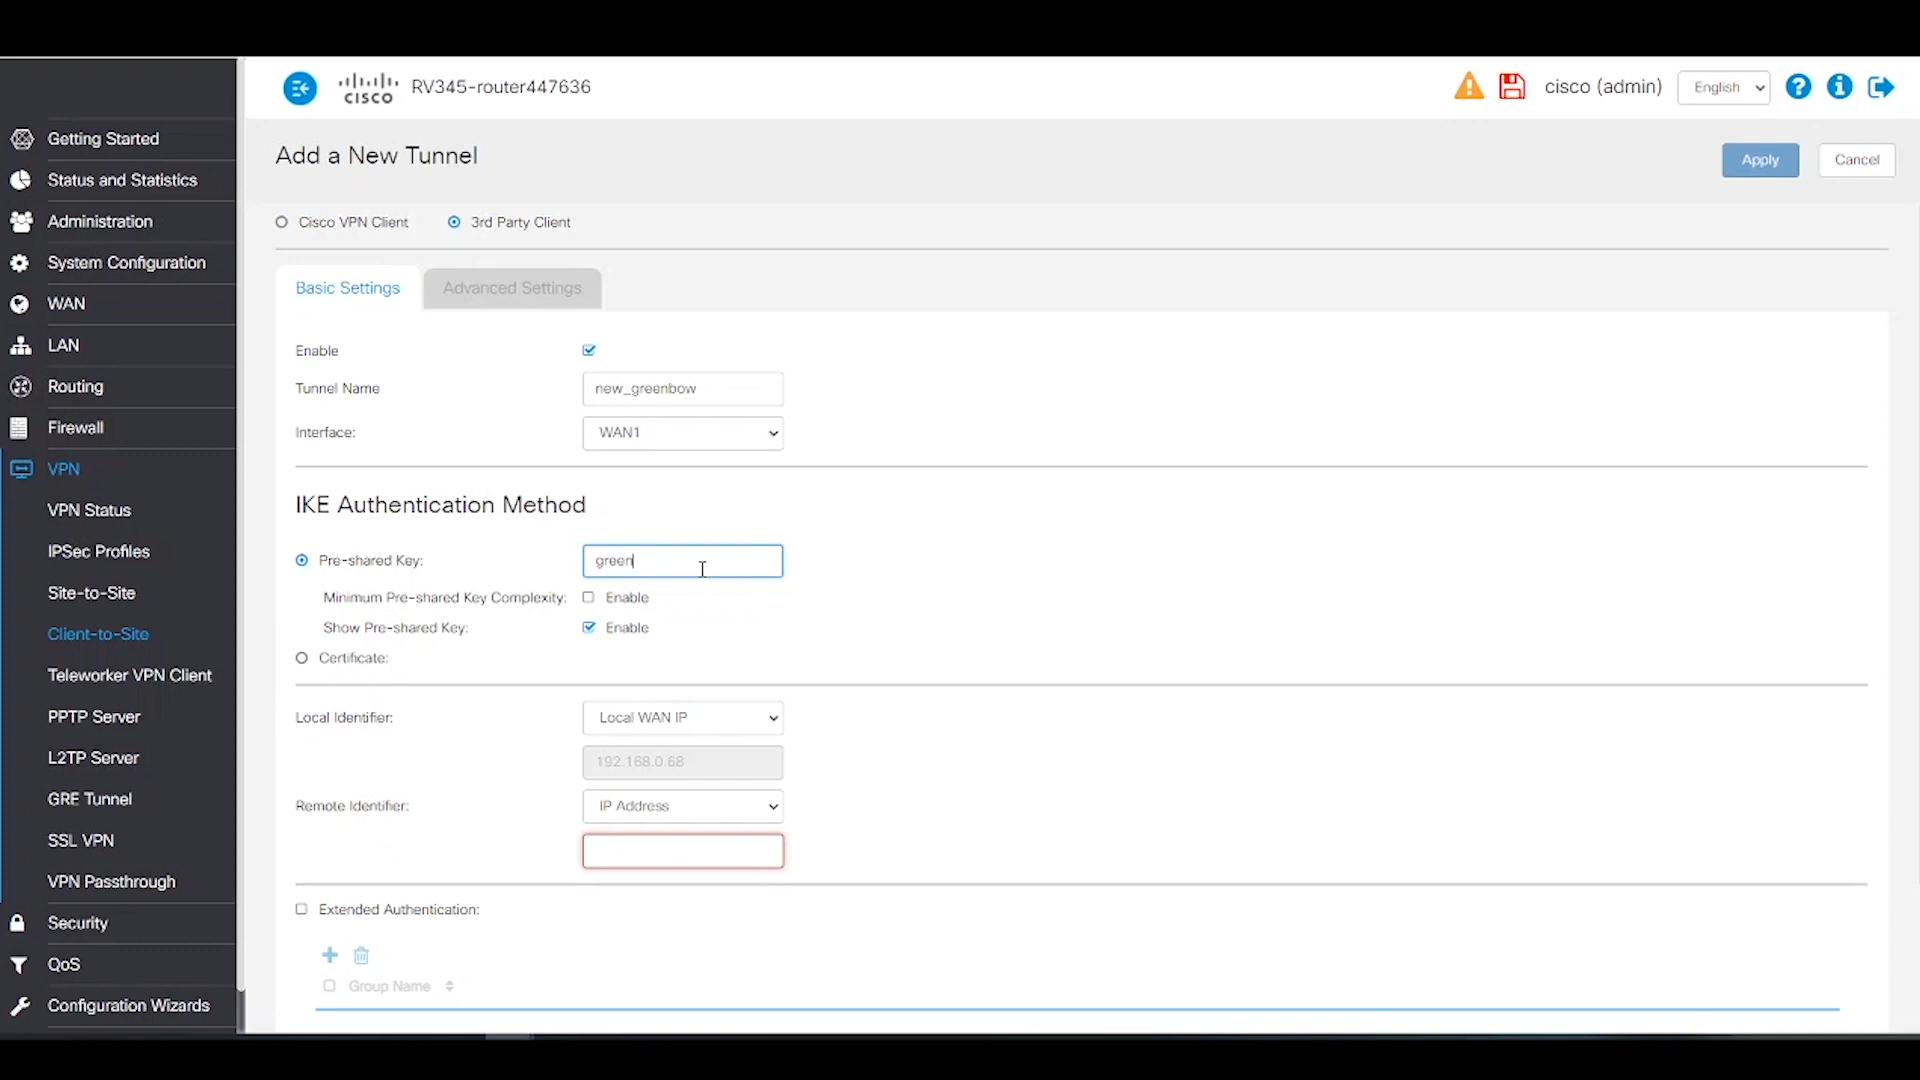 CISCO RV345-router447636
cisco (admin) English
Getting Started
Status and Statistics
Administration
System Configuration
WAN
LAN
Routing
Firewall
VPN
VPN Status
IPSec Profiles
Site-to-Site
Client-to-Site
Teleworker VPN Client
PPTP Server
L2TP Server
GRE Tunnel
SSL VPN
VPN Passthrough
Security
QoS
Configuration Wizards
Add a New Tunnel
Apply Cancel
Cisco VPN Client 3rd Party Client
Basic Settings Advanced Settings
Enable
Tunnel Name new_greenbow
Interface: WAN1
IKE Authentication Method
Pre-shared Key: green
Minimum Pre-shared Key Complexity: Enable
Show Pre-shared Key: Enable
Certificate:
Local Identifier: Local WAN IP
192.168.0.68
Remote Identifier: IP Address
Extended Authentication:
Group Name